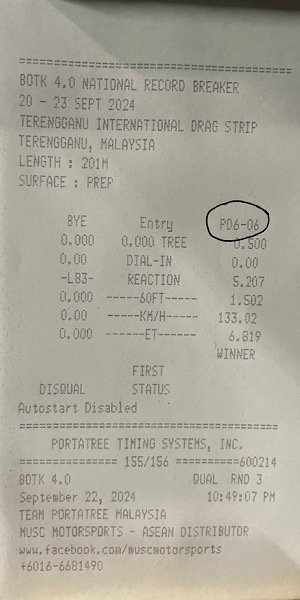 ==================================
BOTK 4.0 NATIONAL RECORD BREAKER
20 - 23 SEPT 2024
TERENGGANU INTERNATIONAL DRAG STRIP
TERENGGANU, MALAYSIA
LENGTH : 201M
SURFACE : PREP
BYE Entry PD6-06
0.000 0.000 TREE 0.500
0.00 DIAL-IN 0.00
-LB3- REACTION 5.207
0.000 -----60FT----- 1.502
0.00 -----KM/H----- 133.02
0.000 ------ET------ 6.819
WINNER
FIRST
DISQUAL STATUS
Autostart Disabled
==================================
PORTATREE TIMING SYSTEMS, INC.
============= 155/156 =========600214
BOTK 4.0 QUAL RND 3
September 22, 2024 10:49:07 PM
TEAM PORTATREE MALAYSIA
MUSC MOTORSPORTS - ASEAN DISTRIBUTOR
www.facebook.com/muscmotorsports
+6016-6681490